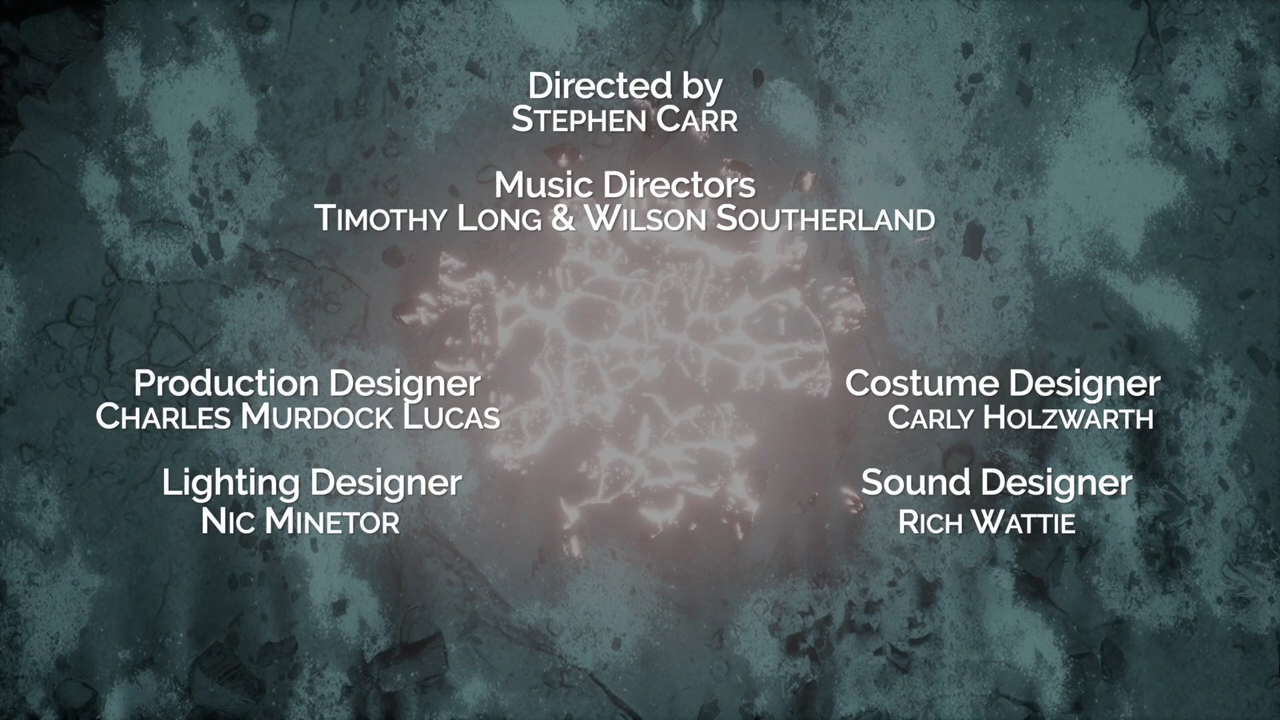 Directed by
Stephen Carr
Music Directors
Timothy Long & Wilson Southerland
Production Designer
Charles Murdock Lucas
Costume Designer
Carly Holzwarth
Lighting Designer
Nic Minetor
Sound Designer
Rich Wattie